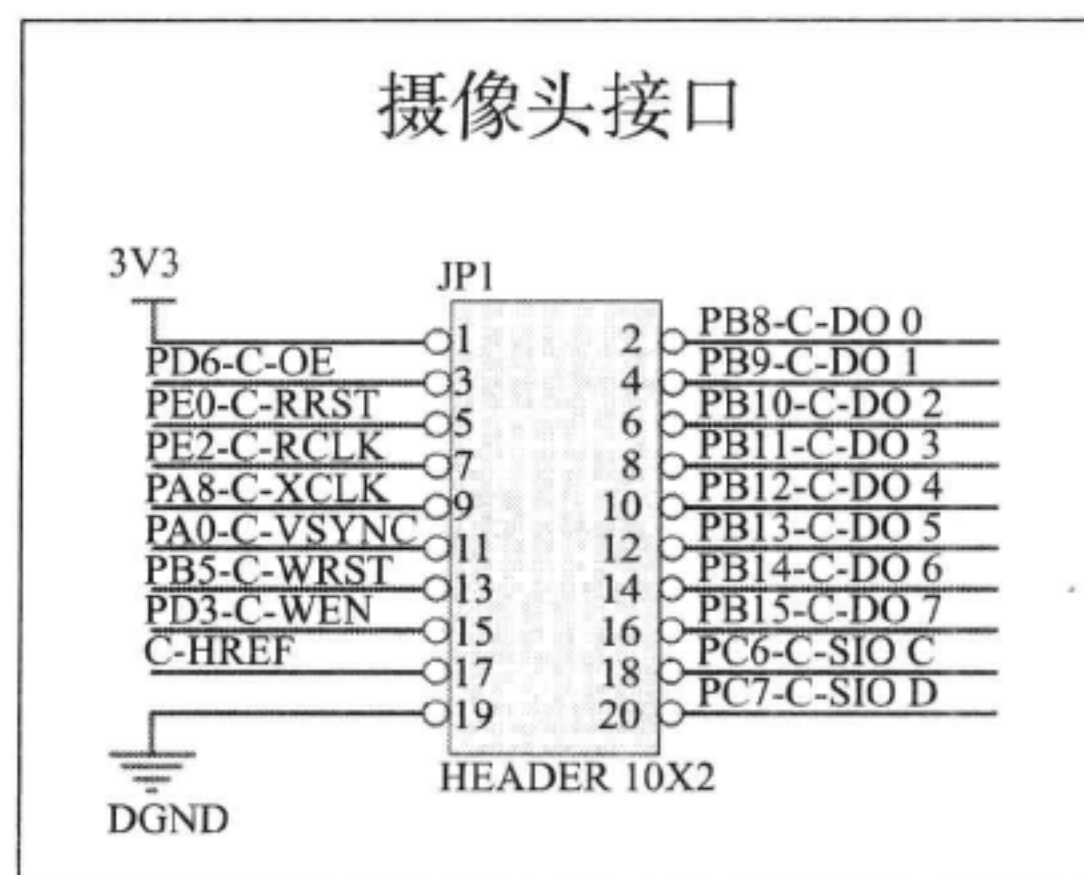 摄像头接口
3V3
JP1
1 2 PB8-C-DO 0
PD6-C-OE 3 4 PB9-C-DO 1
PE0-C-RRST 5 6 PB10-C-DO 2
PE2-C-RCLK 7 8 PB11-C-DO 3
PA8-C-XCLK 9 10 PB12-C-DO 4
PA0-C-VSYNC 11 12 PB13-C-DO 5
PB5-C-WRST 13 14 PB14-C-DO 6
PD3-C-WEN 15 16 PB15-C-DO 7
C-HREF 17 18 PC6-C-SIO C
19 20 PC7-C-SIO D
HEADER 10X2
DGND